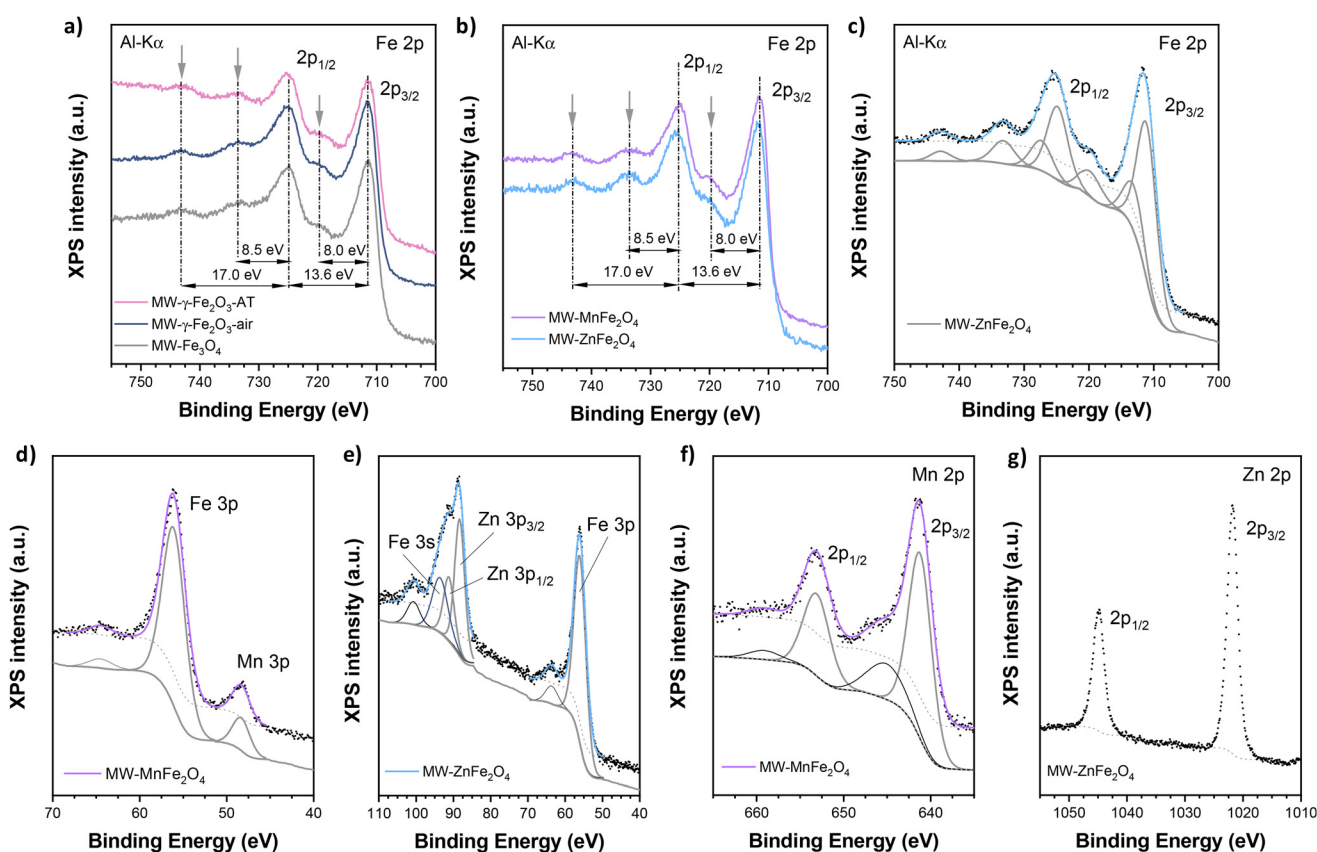 a)
Al-Kα
Fe 2p
2p1/2
2p3/2
8.5 eV
8.0 eV
17.0 eV
13.6 eV
MW-γ-Fe2O3-AT
MW-γ-Fe2O3-air
MW-Fe3O4
XPS intensity (a.u.)
750 740 730 720 710 700
Binding Energy (eV)
b)
Al-Kα
Fe 2p
2p1/2
2p3/2
8.5 eV
8.0 eV
17.0 eV
13.6 eV
MW-MnFe2O4
MW-ZnFe2O4
XPS intensity (a.u.)
750 740 730 720 710 700
Binding Energy (eV)
c)
Al-Kα
Fe 2p
2p1/2
2p3/2
MW-ZnFe2O4
XPS intensity (a.u.)
750 740 730 720 710 700
Binding Energy (eV)
d)
Fe 3p
Mn 3p
MW-MnFe2O4
XPS intensity (a.u.)
70 60 50 40
Binding Energy (eV)
e)
Fe 3s
Zn 3p3/2
Zn 3p1/2
Fe 3p
MW-ZnFe2O4
XPS intensity (a.u.)
110 100 90 80 70 60 50 40
Binding Energy (eV)
f)
Mn 2p
2p1/2
2p3/2
MW-MnFe2O4
XPS intensity (a.u.)
660 650 640
Binding Energy (eV)
g)
Zn 2p
2p1/2
2p3/2
MW-ZnFe2O4
XPS intensity (a.u.)
1050 1040 1030 1020 1010
Binding Energy (eV)